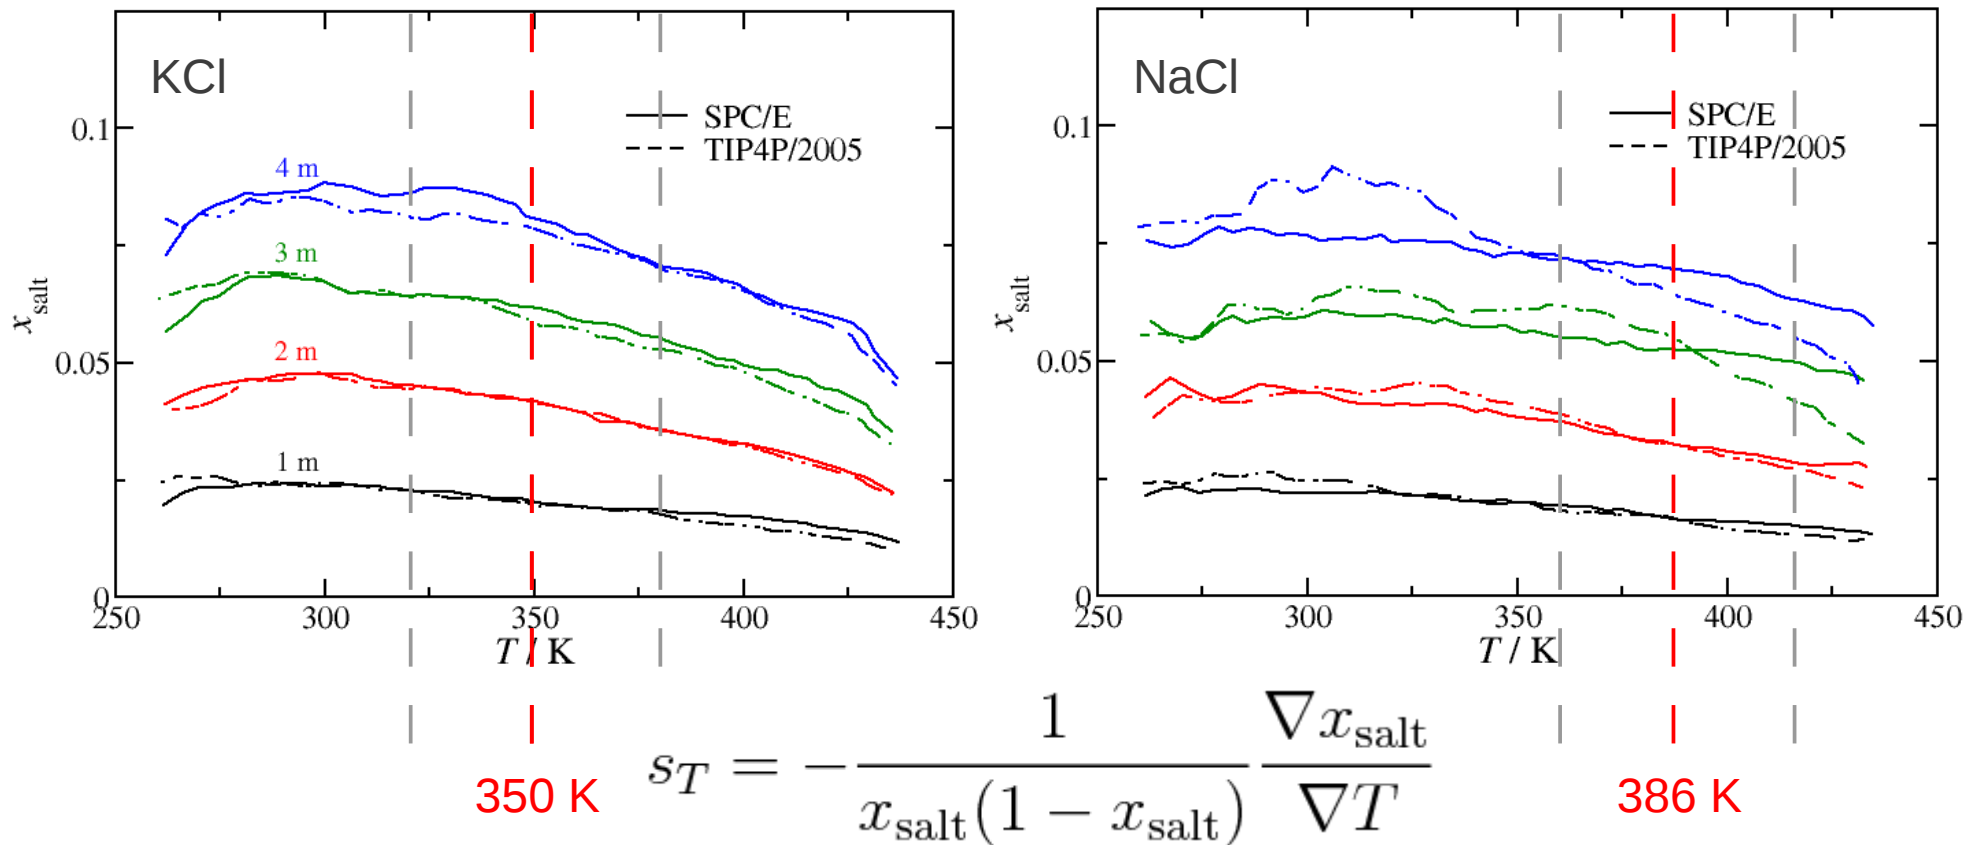 KCl
SPC/E
TIP4P/2005
0.1
4 m
3 m
x_salt
0.05
2 m
1 m
0
250 300 350 400 450
T / K
350 K
NaCl
SPC/E
TIP4P/2005
0.1
x_salt
0.05
0
250 300 350 400 450
T / K
386 K
s_T = - 1 / (x_salt(1 - x_salt)) ∇x_salt / ∇T